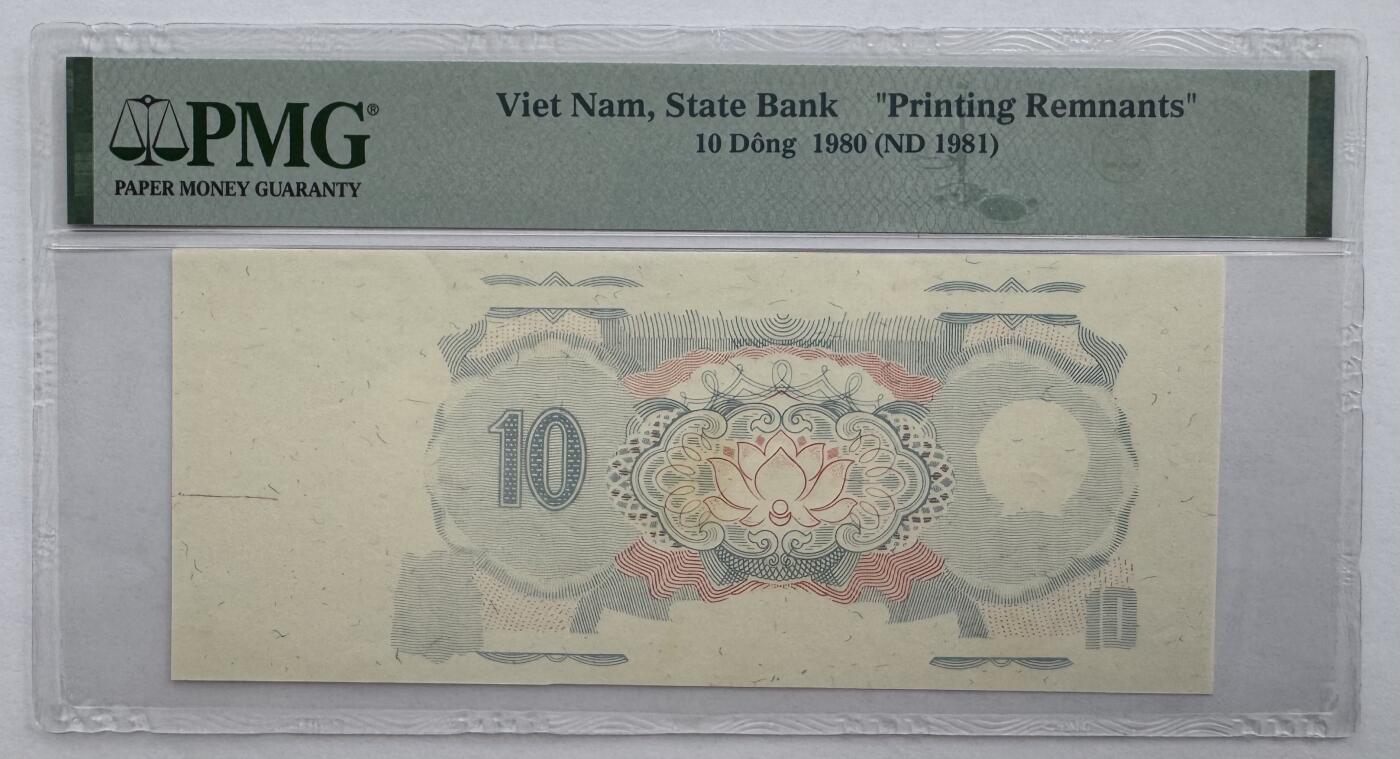 PMG®
PAPER MONEY GUARANTY
Viet Nam, State Bank "Printing Remnants"
10 Dông 1980 (ND 1981)
10
10